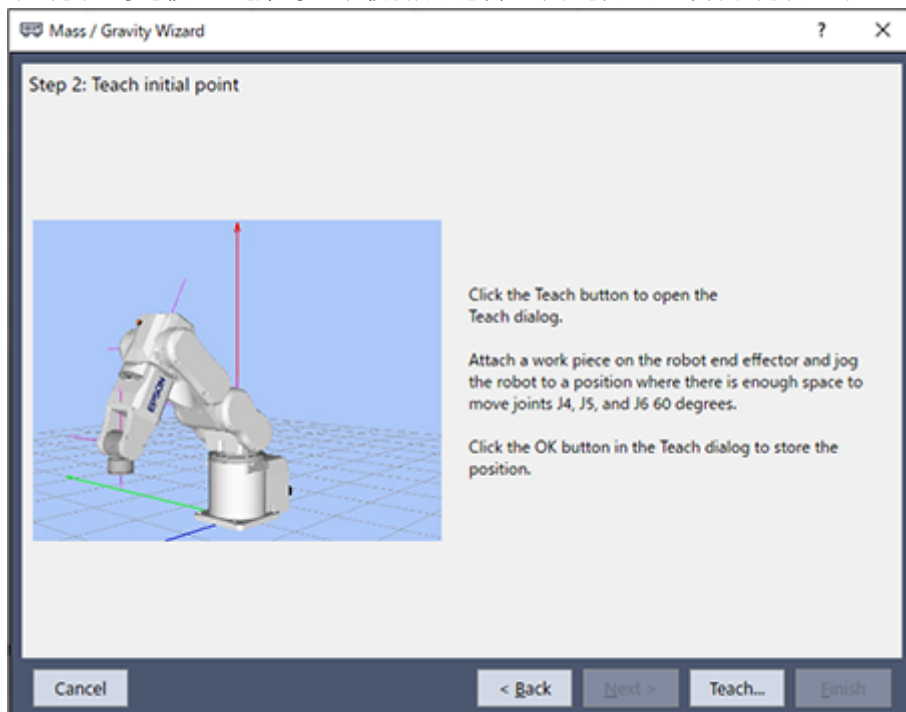 Mass / Gravity Wizard
Step 2: Teach initial point
Click the Teach button to open the
Teach dialog.
Attach a work piece on the robot end effector and jog
the robot to a position where there is enough space to
move joints J4, J5, and J6 60 degrees.
Click the OK button in the Teach dialog to store the
position.
EPSON
Cancel
< Back
Next >
Teach...
Finish